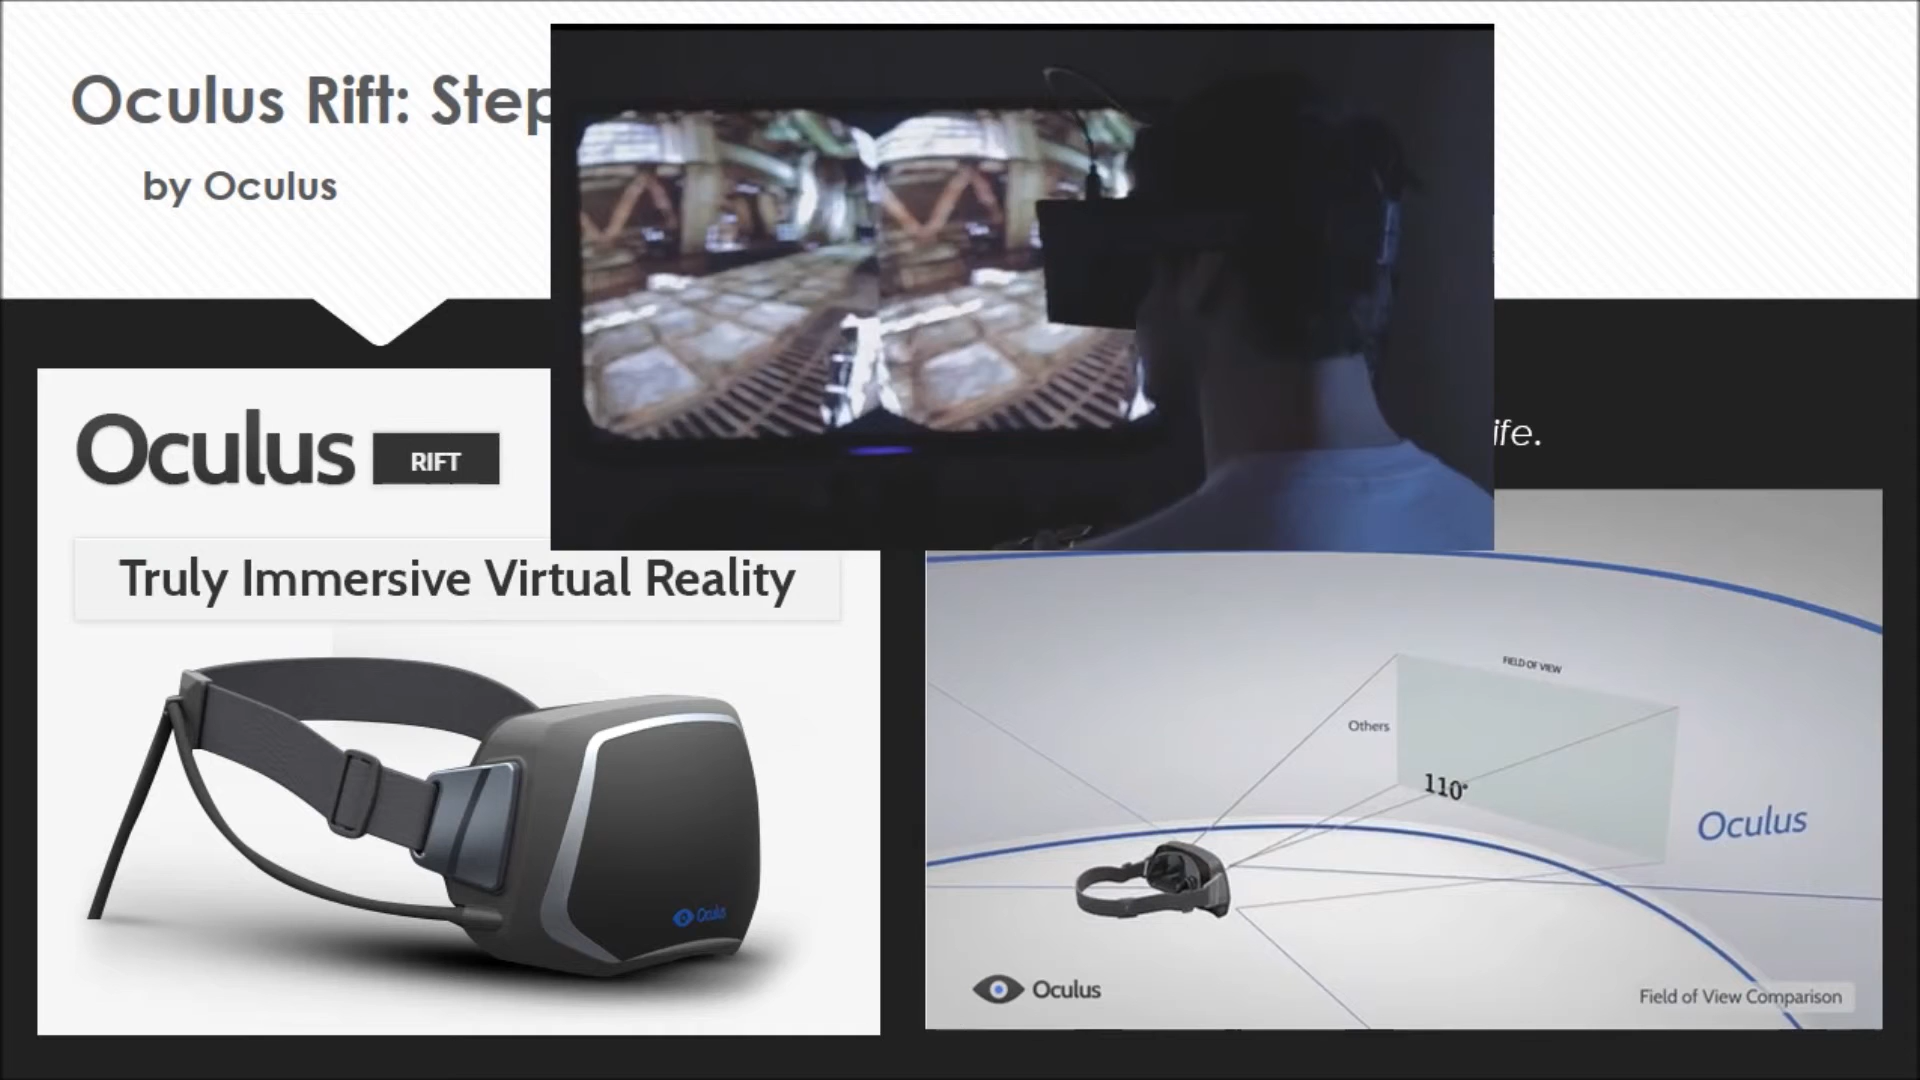 Oculus Rift: Step
by Oculus
Oculus RIFT
Truly Immersive Virtual Reality
Oculus
ife.
FIELD OF VIEW
Others
110°
Oculus
Oculus
Field of View Comparison